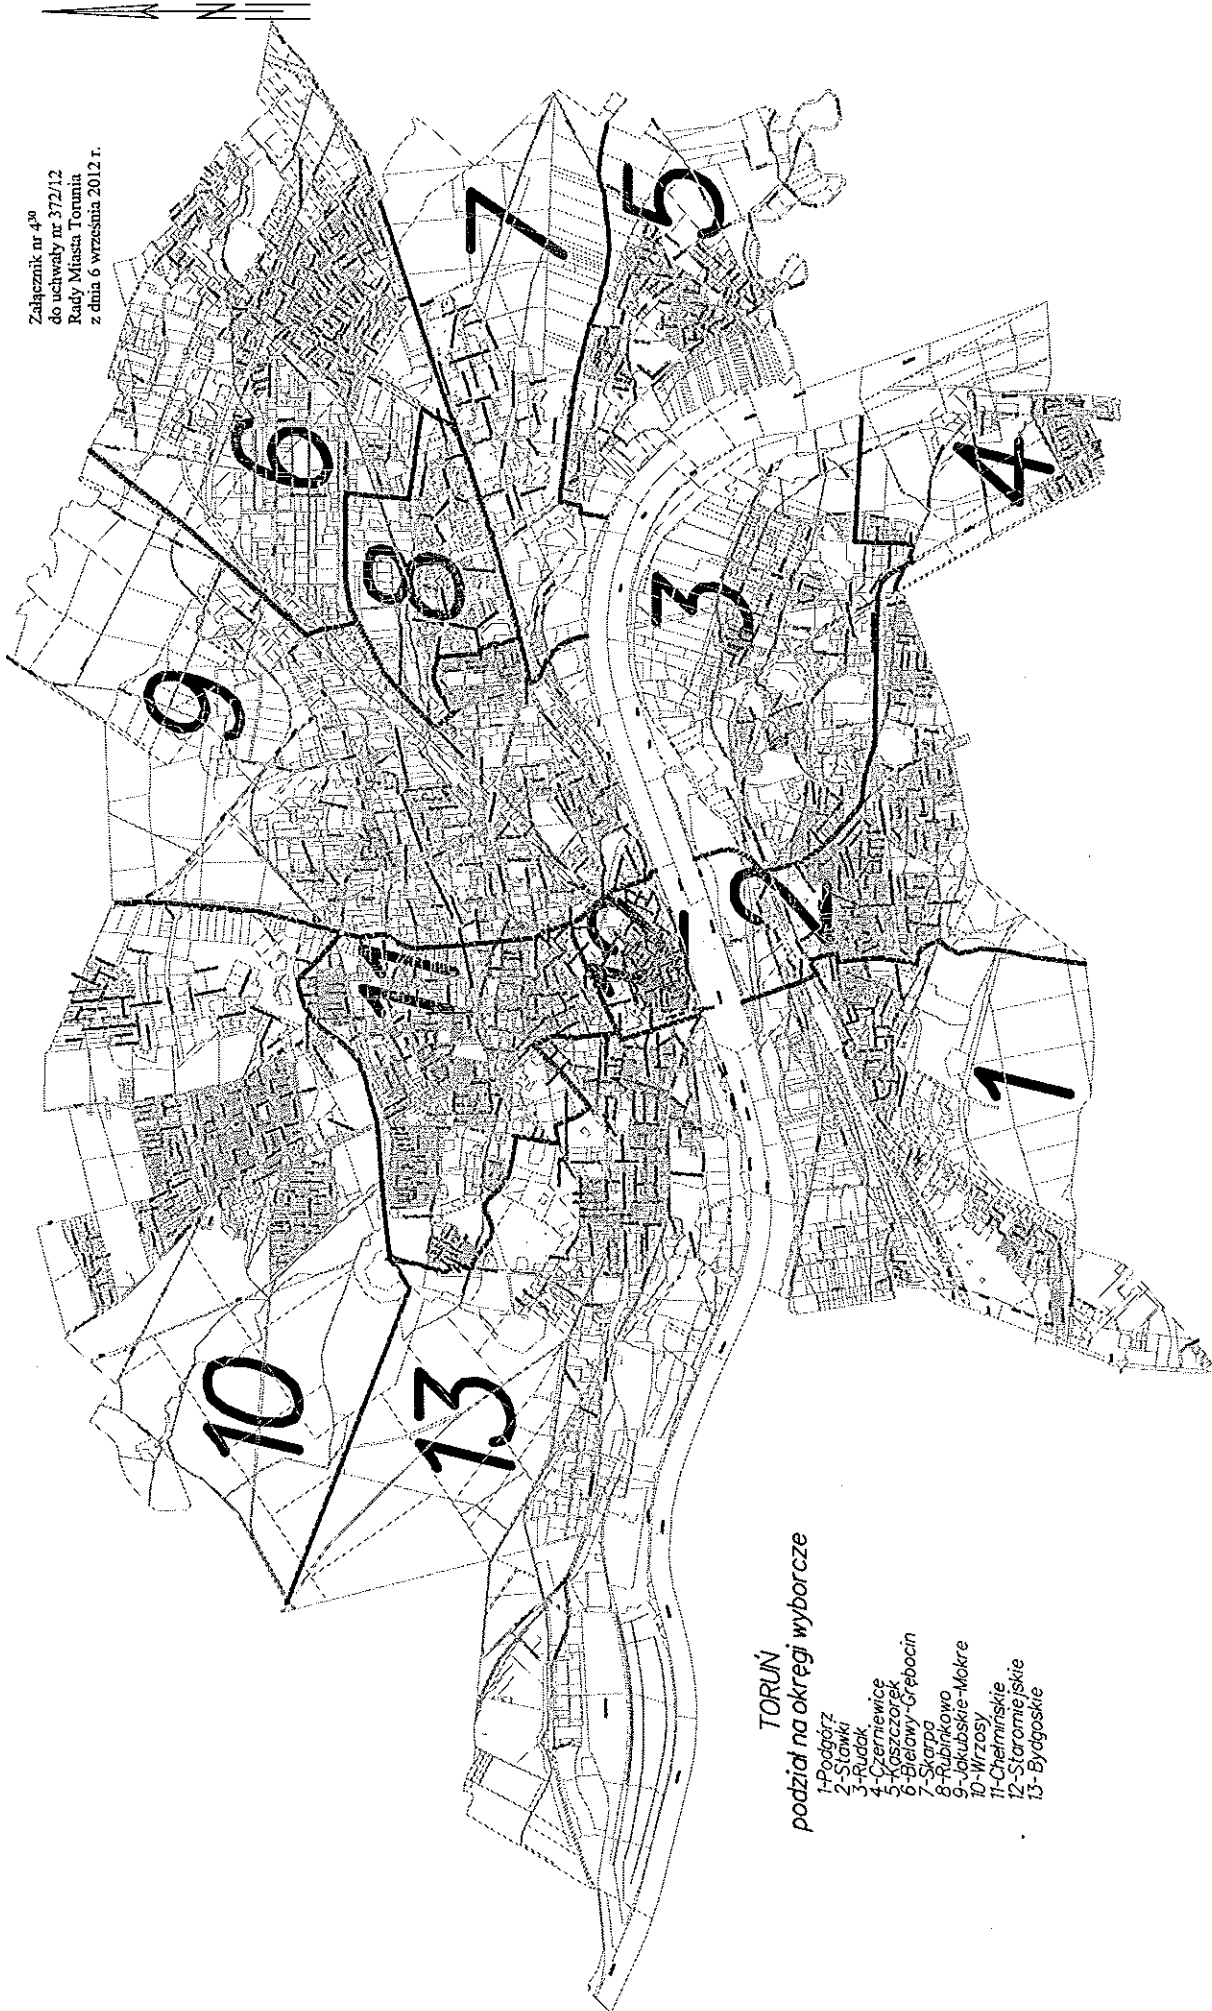 Załącznik nr 4³⁰
do uchwały nr 372/12
Rady Miasta Torunia
z dnia 6 września 2012 r.
N
10
9
6
11
8
7
13
12
5
3
2
1
4
TORUŃ
podział na okręgi wyborcze
1-Podgórz
2-Stawki
3-Rudak
4-Czerniewice
5-Kaszczorek
6-Bielawy-Grębocin
7-Skarpa
8-Rubinkowo
9-Jakubskie-Mokre
10-Wrzosy
11-Chełmińskie
12-Staromiejskie
13-Bydgoskie